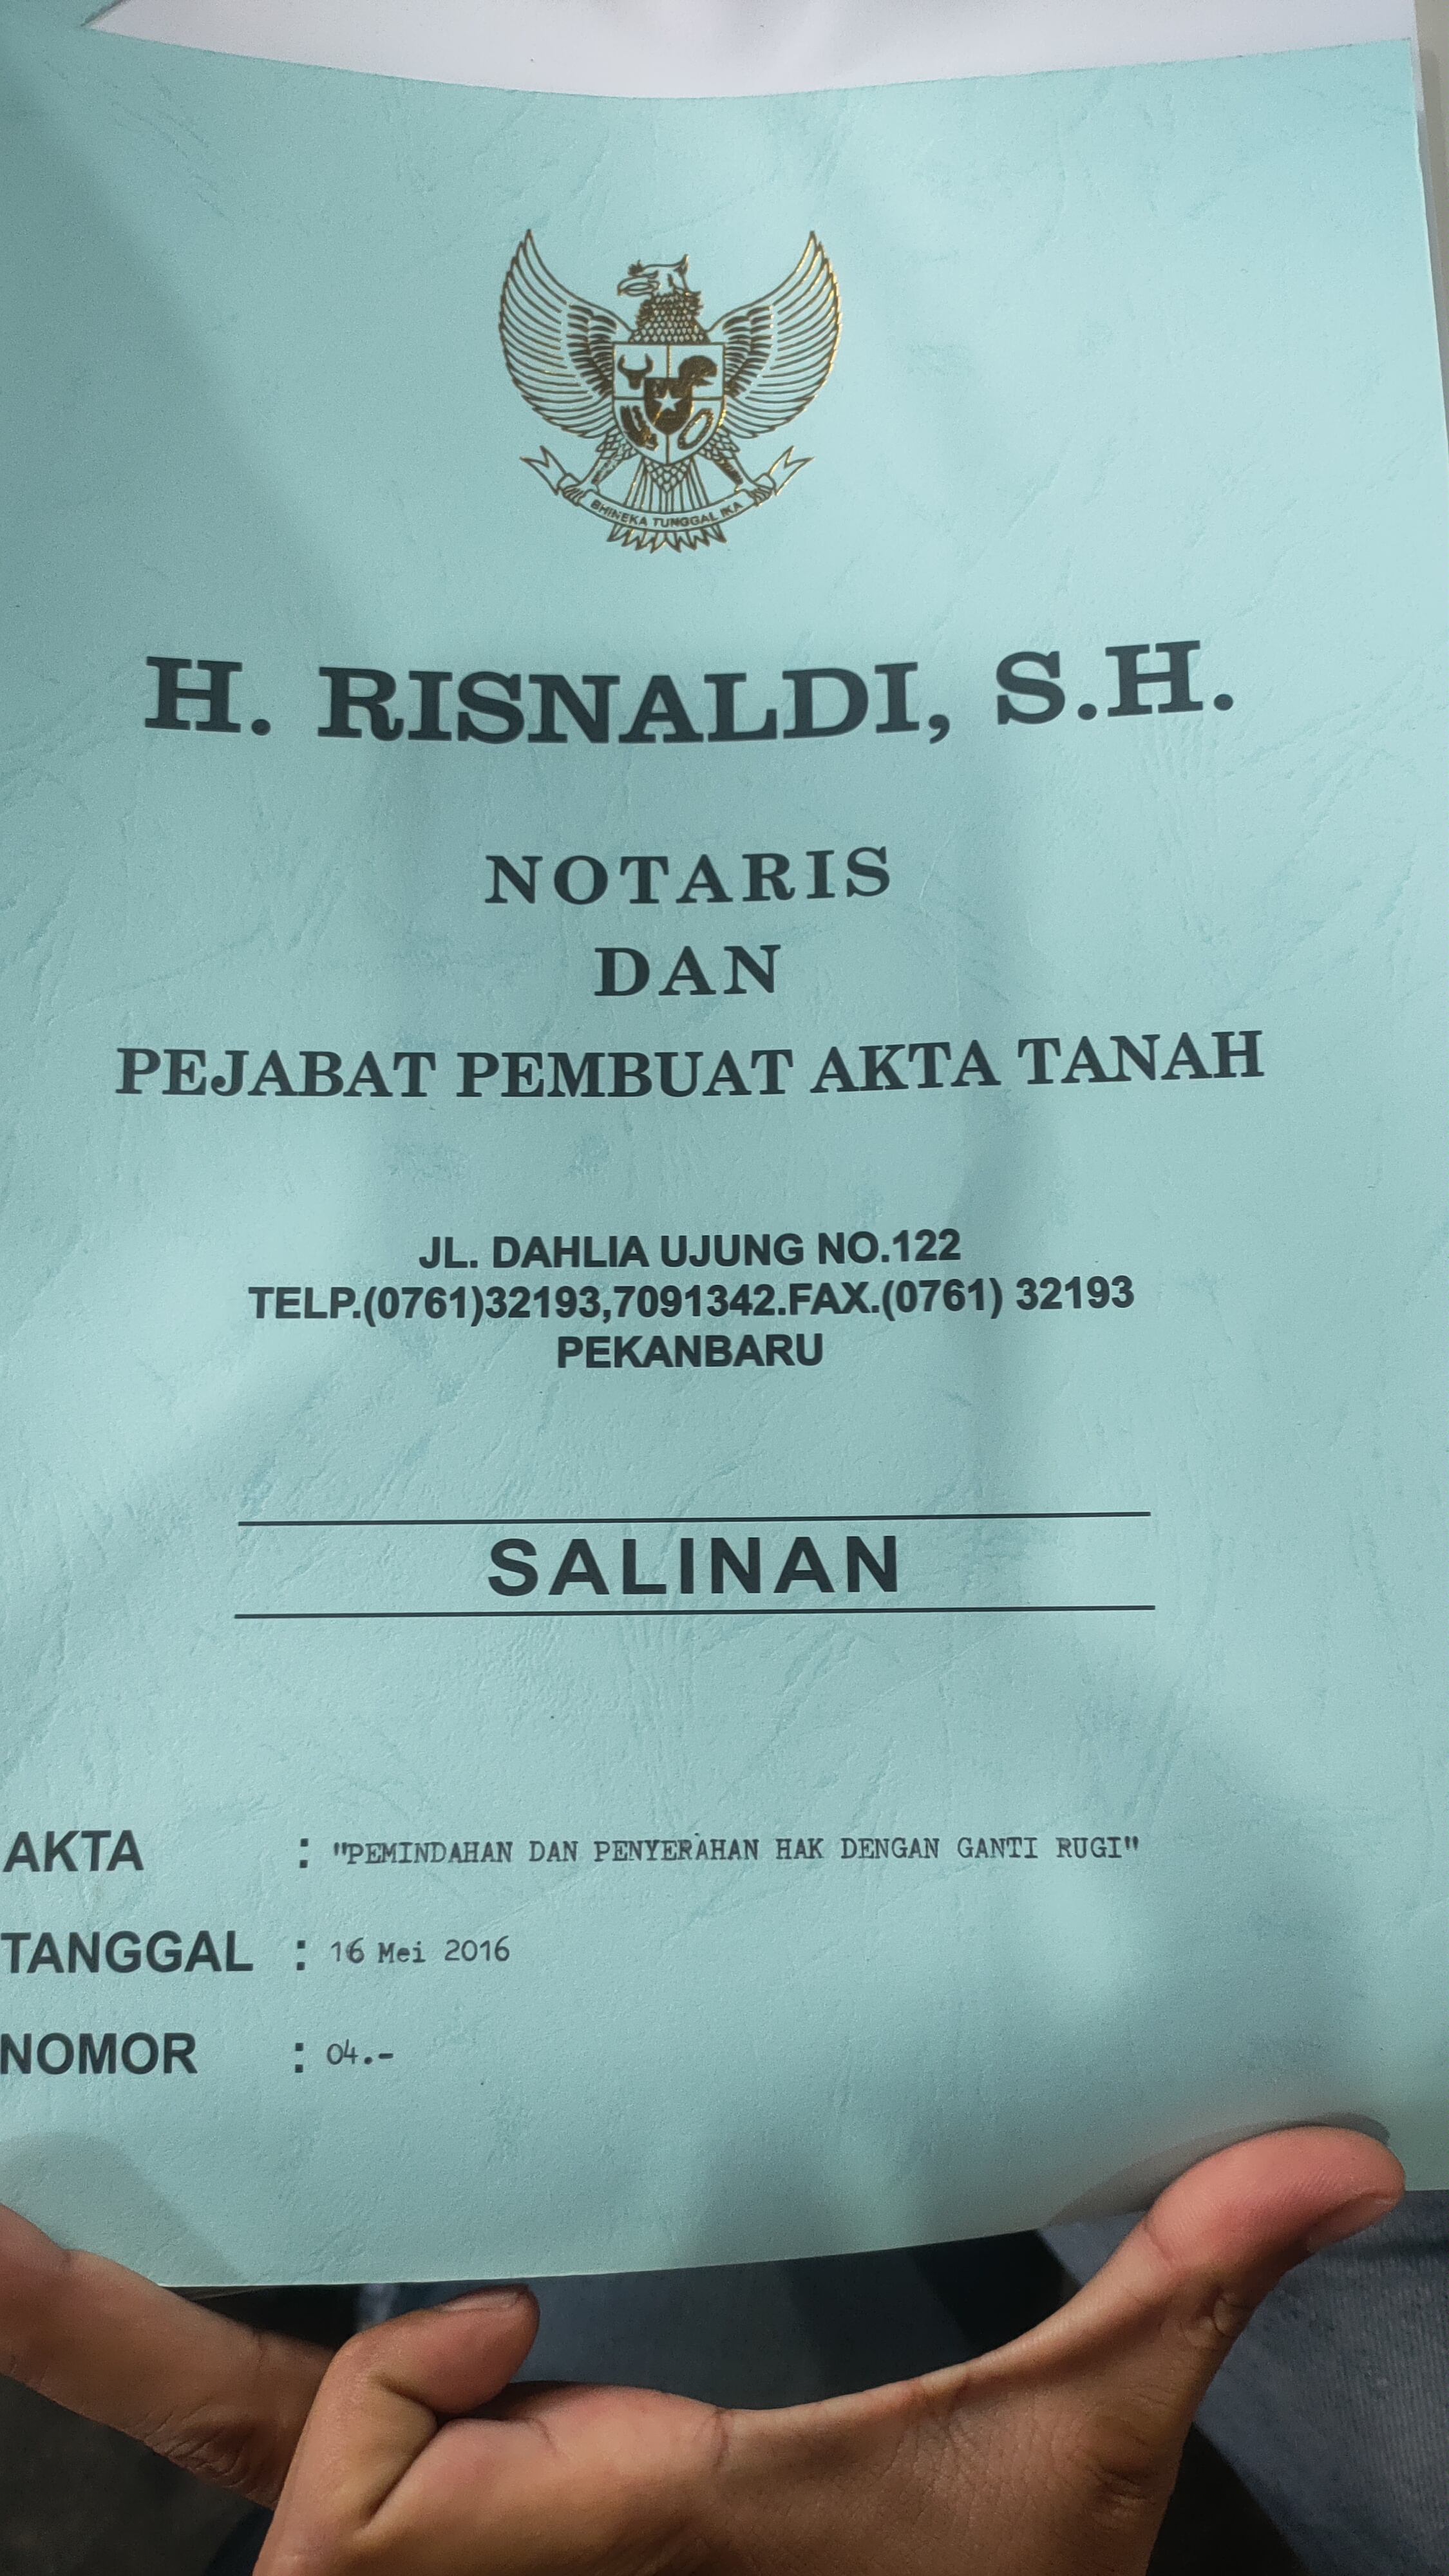 BHINEKA TUNGGAL IKA
H. RISNALDI, S.H.
NOTARIS
DAN
PEJABAT PEMBUAT AKTA TANAH
JL. DAHLIA UJUNG NO.122
TELP.(0761)32193,7091342.FAX.(0761) 32193
PEKANBARU
SALINAN
AKTA : "PEMINDAHAN DAN PENYERAHAN HAK DENGAN GANTI RUGI"
TANGGAL : 16 Mei 2016
NOMOR : 04.-